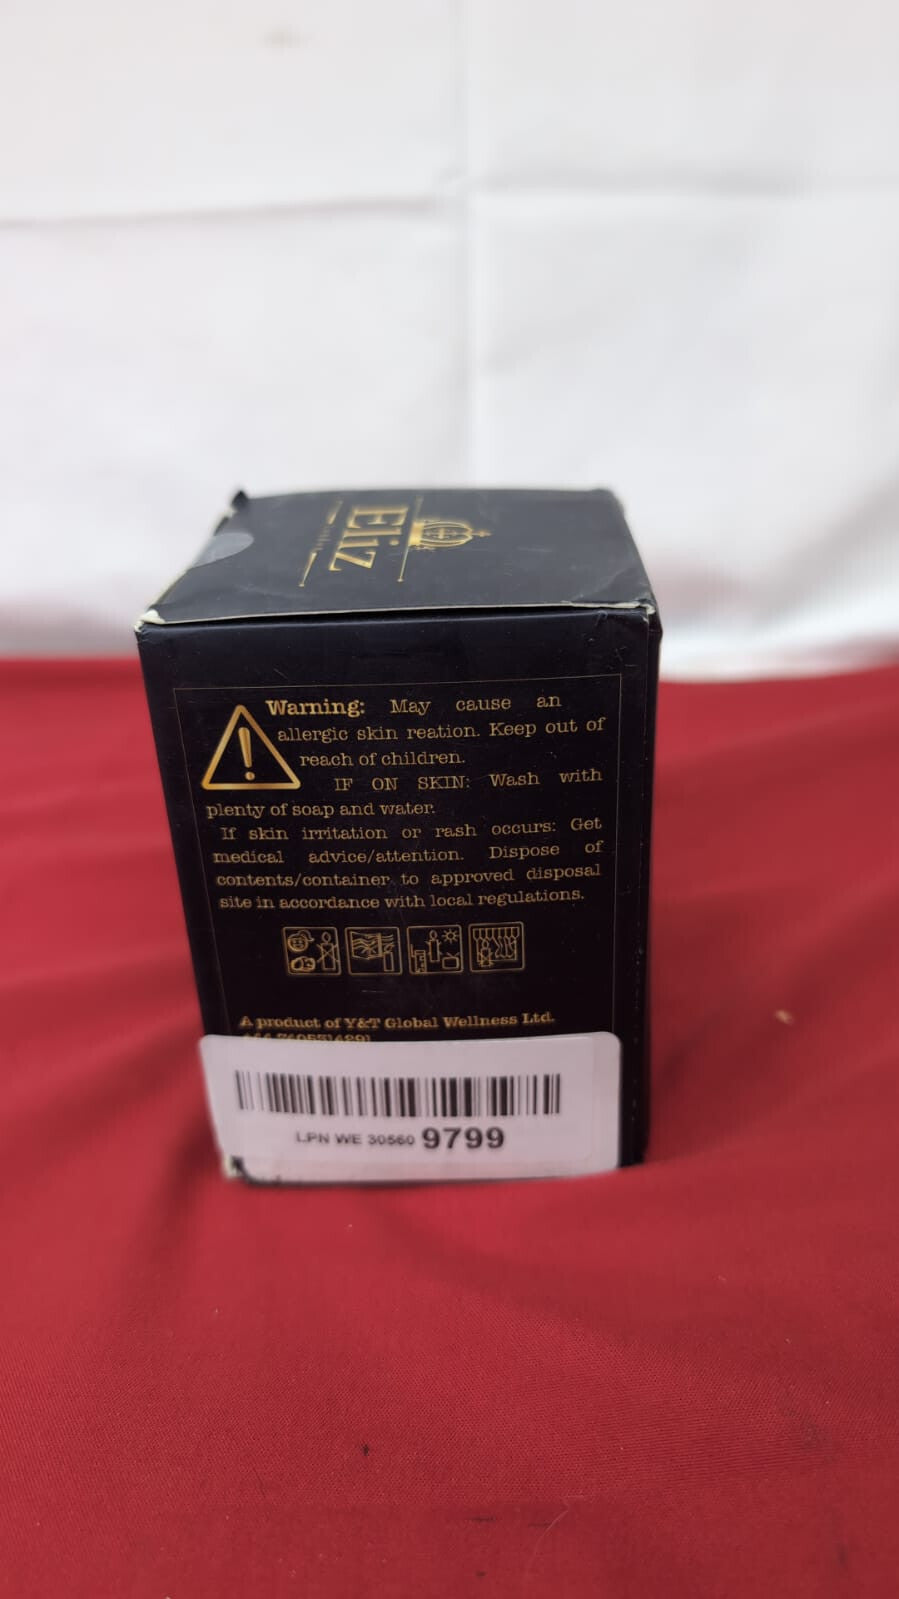 Eliz
Warning: May cause an
allergic skin reation. Keep out of
reach of children.
IF ON SKIN: Wash with
plenty of soap and water.
If skin irritation or rash occurs: Get
medical advice/attention. Dispose of
contents/container to approved disposal
site in accordance with local regulations.
A product of Y&T Global Wellness Ltd.
LPN WE 30560 9799